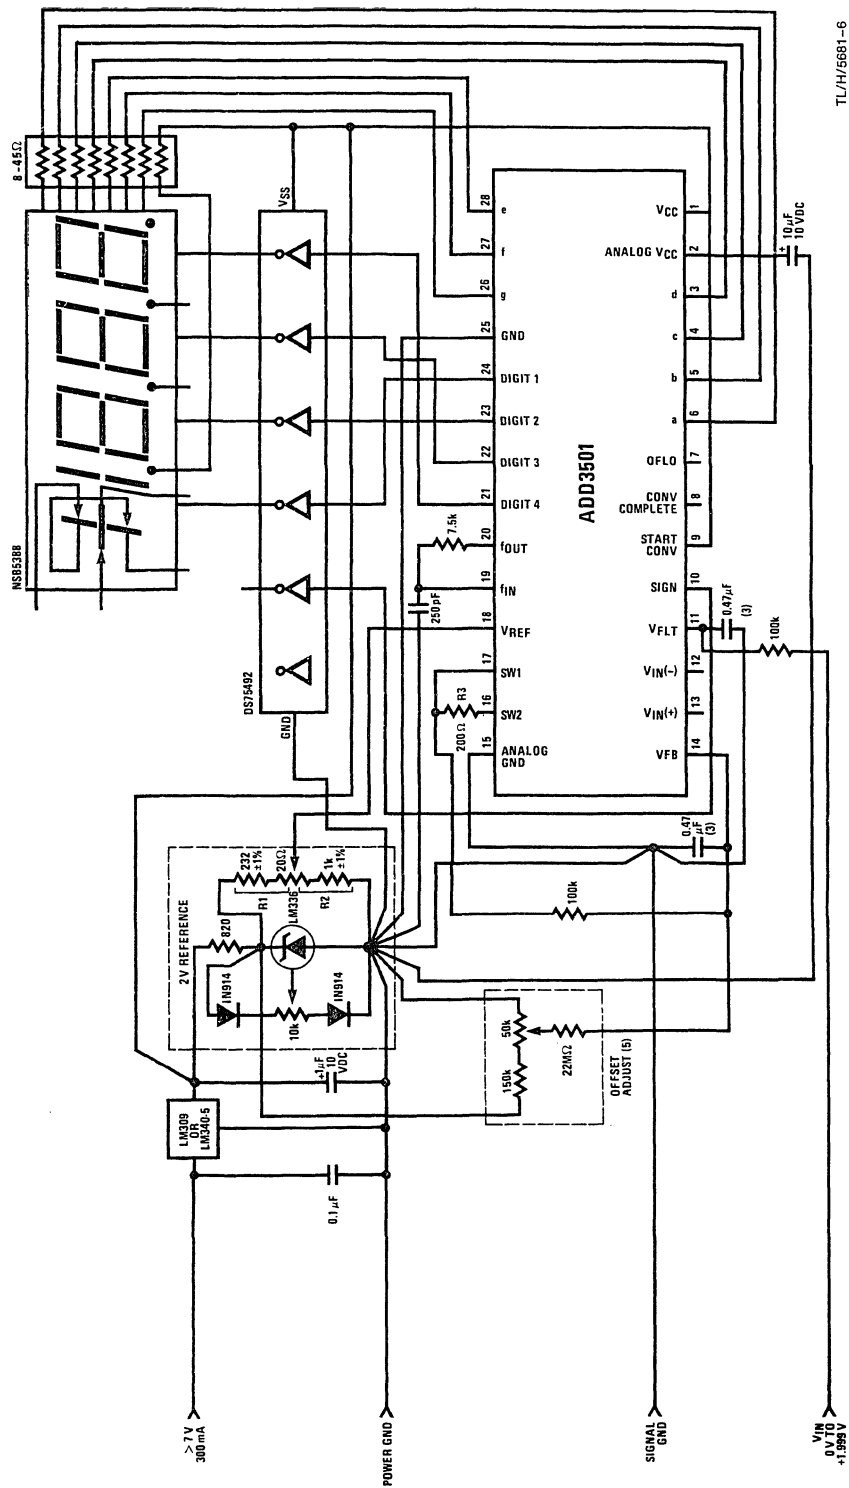 TL/H/5681–6
8-45Ω
NSB5388
VSS
DS75492
GND
28
e
27
f
26
g
25
GND
24
DIGIT 1
23
DIGIT 2
22
DIGIT 3
21
DIGIT 4
20
fOUT
19
fIN
18
VREF
17
SW1
16
SW2
15
ANALOG
GND
ADD3501
VCC
1
ANALOG VCC
2
d
3
c
4
b
5
a
6
OFLO
7
CONV
COMPLETE
8
START
CONV
9
SIGN
10
VFLT
11
VIN(–)
12
VIN(+)
13
VFB
14
+
10 µF
10 VDC
7.5k
250 pF
R3
200Ω
0.47µF
(3)
100k
0.47
µF
(3)
100k
2V REFERENCE
232
±1%
20Ω
1k
±1%
R1
R2
820
LM336
IN914
10k
IN914
+1µF
10
VDC
50k
150k
22MΩ
OFFSET
ADJUST (5)
LM309
OR
LM340-5
0.1 µF
> 7 V
300 mA
POWER GND
SIGNAL
GND
VIN
0 V TO
+1.999 V